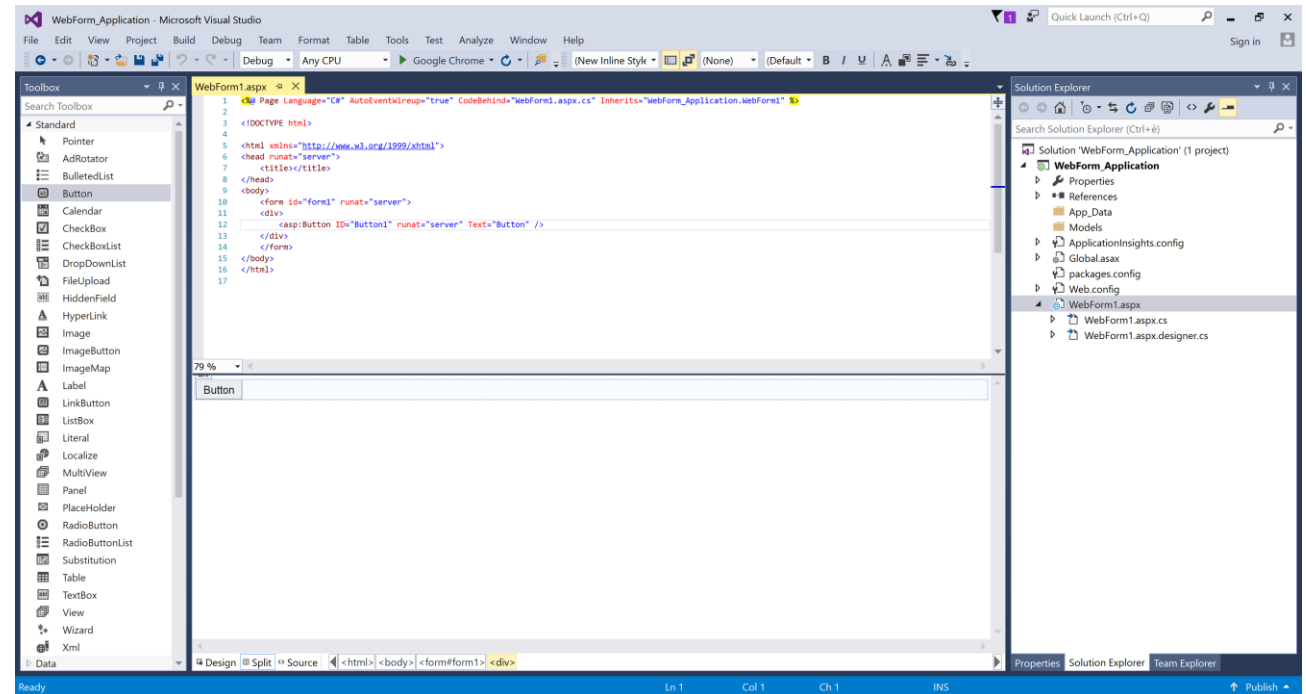 WebForm_Application - Microsoft Visual Studio
1
Quick Launch (Ctrl+Q)
File Edit View Project Build Debug Team Format Table Tools Test Analyze Window Help
Sign in
Debug Any CPU Google Chrome (New Inline Style (None) (Default B I U A
Toolbox
Search Toolbox
Standard
Pointer
AdRotator
BulletedList
Button
Calendar
CheckBox
CheckBoxList
DropDownList
FileUpload
HiddenField
HyperLink
Image
ImageButton
ImageMap
Label
LinkButton
ListBox
Literal
Localize
MultiView
Panel
PlaceHolder
RadioButton
RadioButtonList
Substitution
Table
TextBox
View
Wizard
Xml
Data
WebForm1.aspx
1 <%@ Page Language="C#" AutoEventWireup="true" CodeBehind="WebForm1.aspx.cs" Inherits="WebForm_Application.WebForm1" %>
2
3 <!DOCTYPE html>
4
5 <html xmlns="http://www.w3.org/1999/xhtml">
6 <head runat="server">
7 <title></title>
8 </head>
9 <body>
10 <form id="form1" runat="server">
11 <div>
12 <asp:Button ID="Button1" runat="server" Text="Button" />
13 </div>
14 </form>
15 </body>
16 </html>
17
79 %
Button
Design Split Source <html> <body> <form#form1> <div>
Solution Explorer
Search Solution Explorer (Ctrl+è)
Solution 'WebForm_Application' (1 project)
WebForm_Application
Properties
References
App_Data
Models
ApplicationInsights.config
Global.asax
packages.config
Web.config
WebForm1.aspx
WebForm1.aspx.cs
WebForm1.aspx.designer.cs
Properties Solution Explorer Team Explorer
Ready Ln 1 Col 1 Ch 1 INS Publish